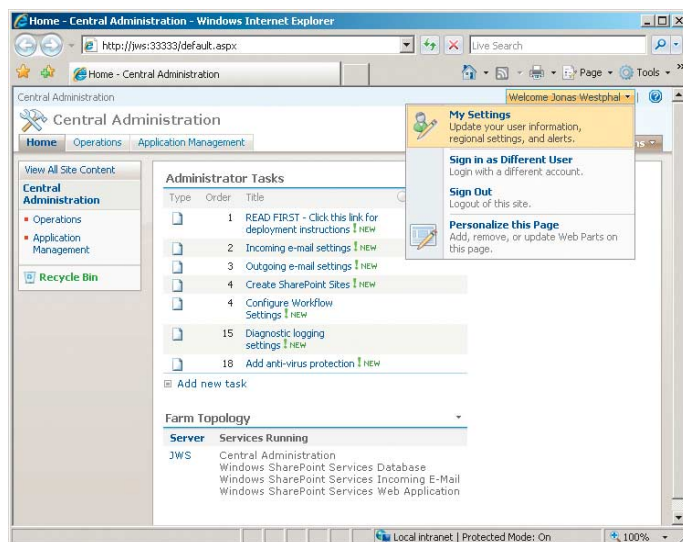 Home - Central Administration - Windows Internet Explorer
http://jws:33333/default.aspx
Live Search
Home - Central Administration
Page
Tools
Central Administration
Welcome Jonas Westphal
Central Administration
Home
Operations
Application Management
My Settings
Update your user information,
regional settings, and alerts.
Sign in as Different User
Login with a different account.
Sign Out
Logout of this site.
Personalize this Page
Add, remove, or update Web Parts on
this page.
View All Site Content
Central
Administration
Operations
Application
Management
Recycle Bin
Administrator Tasks
Type Order Title
1 READ FIRST - Click this link for
deployment instructions ! NEW
2 Incoming e-mail settings ! NEW
3 Outgoing e-mail settings ! NEW
4 Create SharePoint Sites ! NEW
4 Configure Workflow
Settings ! NEW
15 Diagnostic logging
settings ! NEW
18 Add anti-virus protection ! NEW
Add new task
Farm Topology
Server Services Running
JWS Central Administration
Windows SharePoint Services Database
Windows SharePoint Services Incoming E-Mail
Windows SharePoint Services Web Application
Local intranet | Protected Mode: On
100%